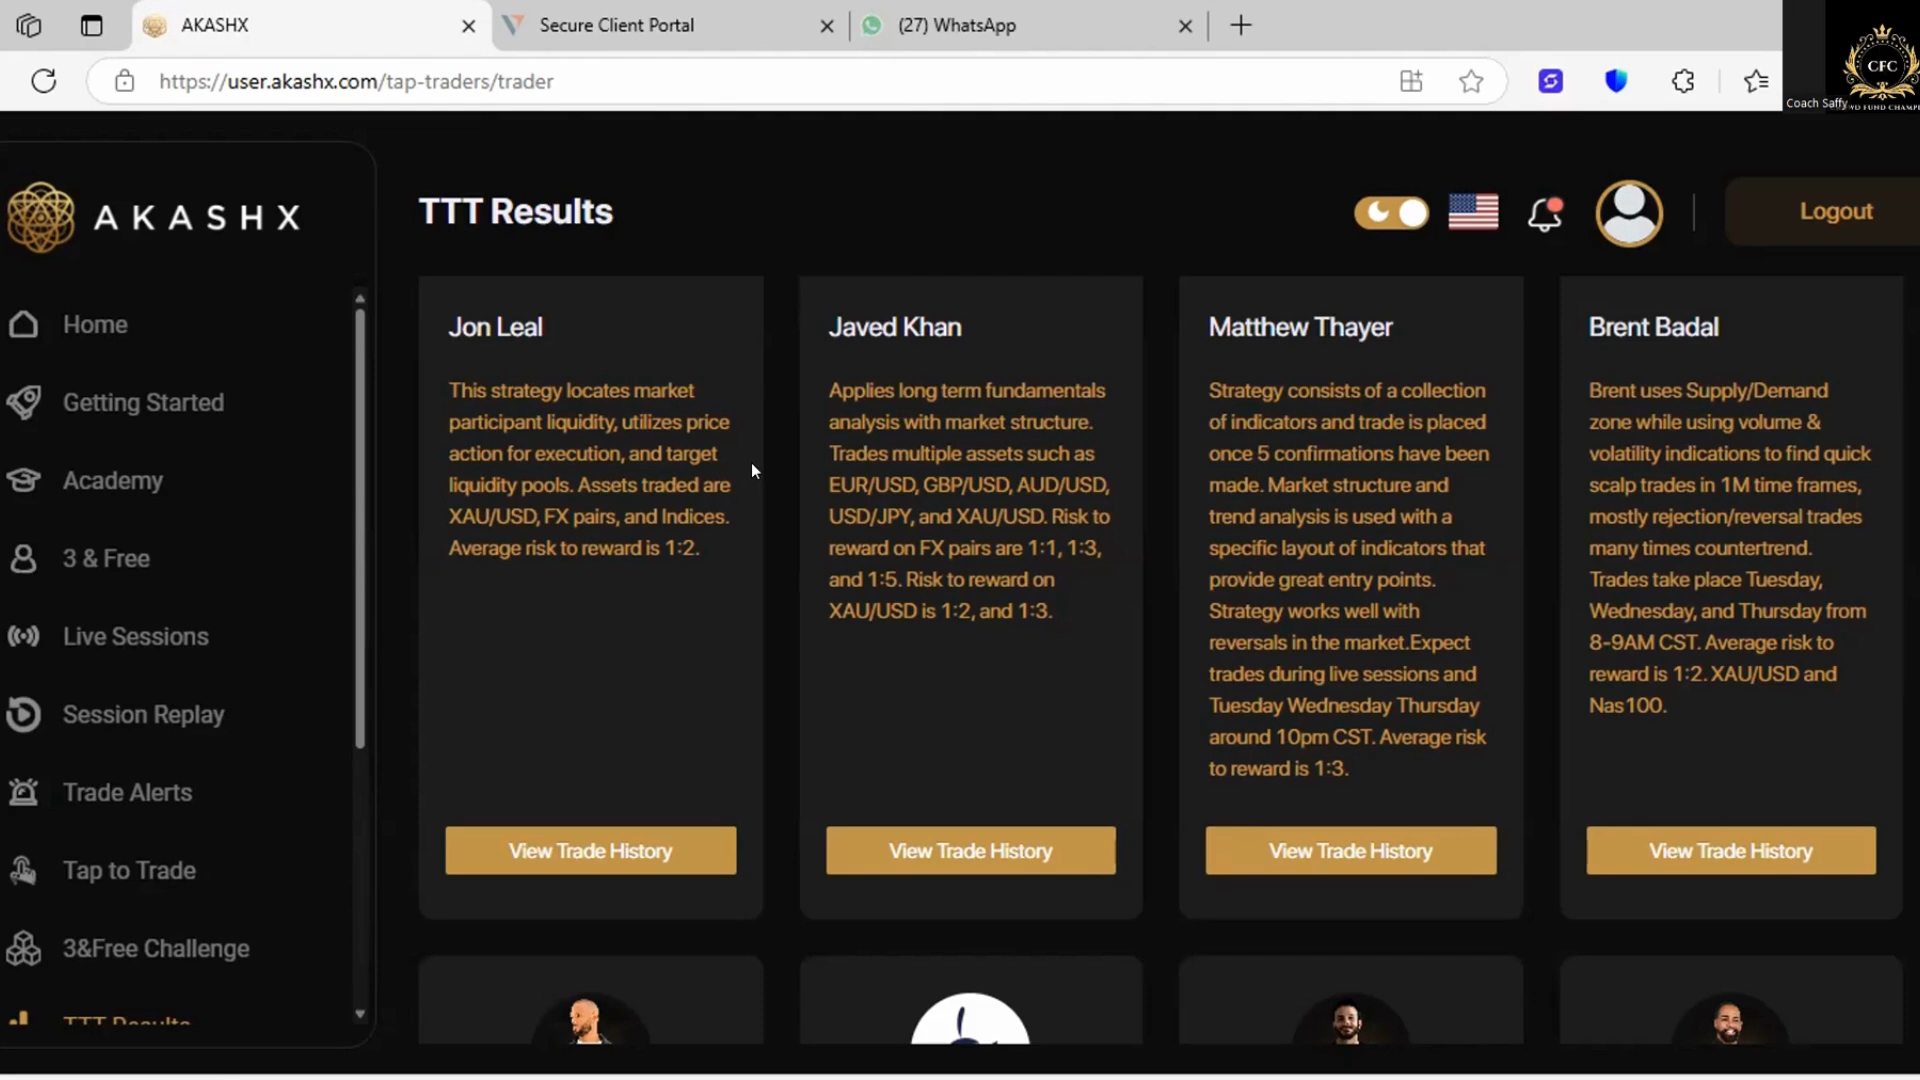 AKASHX
Secure Client Portal
(27) WhatsApp
https://user.akashx.com/tap-traders/trader
CFC
Coach Saffy
AKASHX
TTT Results
Logout
Home
Getting Started
Academy
3 & Free
Live Sessions
Session Replay
Trade Alerts
Tap to Trade
3&Free Challenge
TTT Results
Jon Leal
This strategy locates market
participant liquidity, utilizes price
action for execution, and target
liquidity pools. Assets traded are
XAU/USD, FX pairs, and Indices.
Average risk to reward is 1:2.
View Trade History
Javed Khan
Applies long term fundamentals
analysis with market structure.
Trades multiple assets such as
EUR/USD, GBP/USD, AUD/USD,
USD/JPY, and XAU/USD. Risk to
reward on FX pairs are 1:1, 1:3,
and 1:5. Risk to reward on
XAU/USD is 1:2, and 1:3.
View Trade History
Matthew Thayer
Strategy consists of a collection
of indicators and trade is placed
once 5 confirmations have been
made. Market structure and
trend analysis is used with a
specific layout of indicators that
provide great entry points.
Strategy works well with
reversals in the market.Expect
trades during live sessions and
Tuesday Wednesday Thursday
around 10pm CST. Average risk
to reward is 1:3.
View Trade History
Brent Badal
Brent uses Supply/Demand
zone while using volume &
volatility indications to find quick
scalp trades in 1M time frames,
mostly rejection/reversal trades
many times countertrend.
Trades take place Tuesday,
Wednesday, and Thursday from
8-9AM CST. Average risk to
reward is 1:2. XAU/USD and
Nas100.
View Trade History